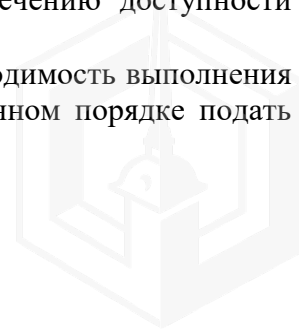 ечению доступности
одимость выполнения
нном порядке подать